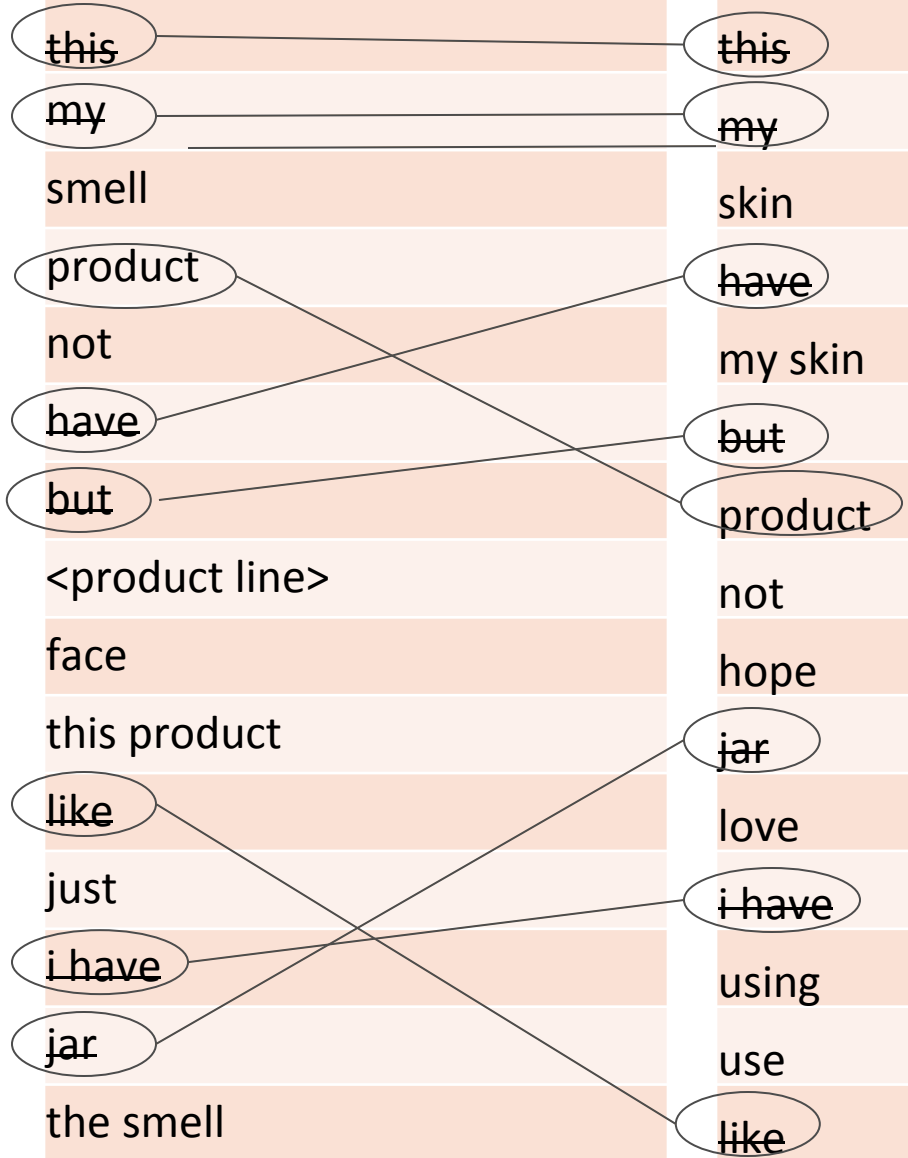 this
my
smell
product
not
have
but
<product line>
face
this product
like
just
i have
jar
the smell
this
my
skin
have
my skin
but
product
not
hope
jar
love
i have
using
use
like